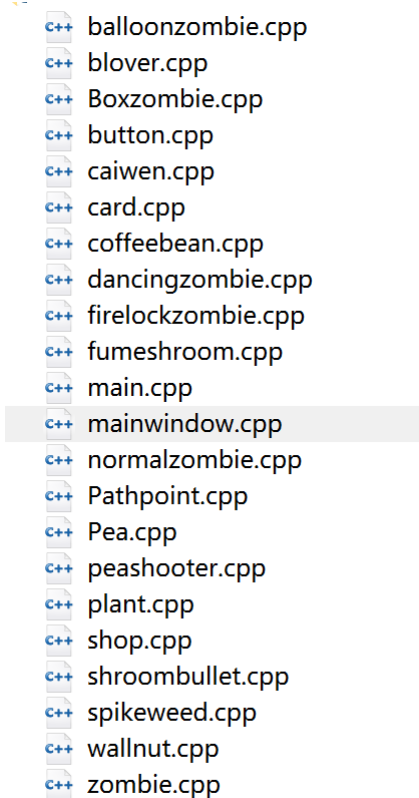 C++ balloonzombie.cpp
C++ blover.cpp
C++ Boxzombie.cpp
C++ button.cpp
C++ caiwen.cpp
C++ card.cpp
C++ coffeebean.cpp
C++ dancingzombie.cpp
C++ firelockzombie.cpp
C++ fumeshroom.cpp
C++ main.cpp
C++ mainwindow.cpp
C++ normalzombie.cpp
C++ Pathpoint.cpp
C++ Pea.cpp
C++ peashooter.cpp
C++ plant.cpp
C++ shop.cpp
C++ shroombullet.cpp
C++ spikeweed.cpp
C++ wallnut.cpp
C++ zombie.cpp